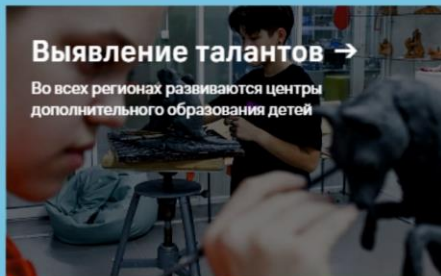 Выявление талантов →
Во всех регионах развиваются центры
дополнительного образования детей